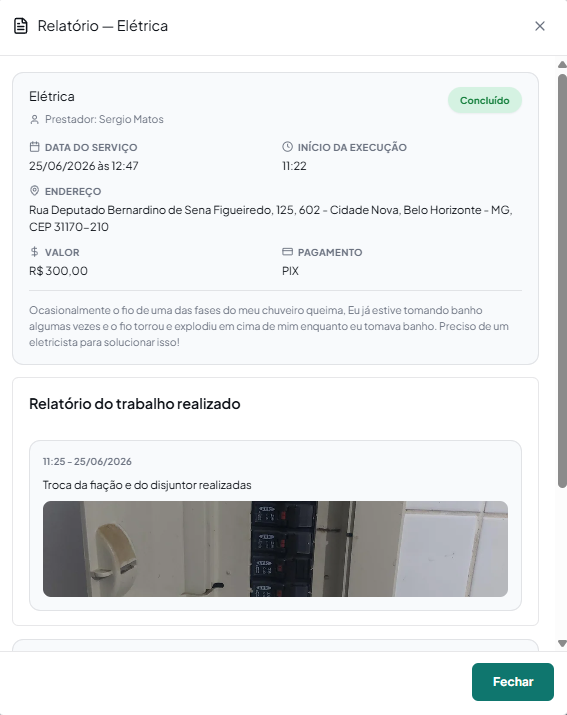 Relatório — Elétrica
Elétrica
Concluído
Prestador: Sergio Matos
DATA DO SERVIÇO
25/06/2026 às 12:47
INÍCIO DA EXECUÇÃO
11:22
ENDEREÇO
Rua Deputado Bernardino de Sena Figueiredo, 125, 602 - Cidade Nova, Belo Horizonte - MG,
CEP 31170-210
VALOR
R$ 300,00
PAGAMENTO
PIX
Ocasionalmente o fio de uma das fases do meu chuveiro queima, Eu já estive tomando banho
algumas vezes e o fio torrou e explodiu em cima de mim enquanto eu tomava banho. Preciso de um
eletricista para solucionar isso!
Relatório do trabalho realizado
11:25 - 25/06/2026
Troca da fiação e do disjuntor realizadas
Fechar